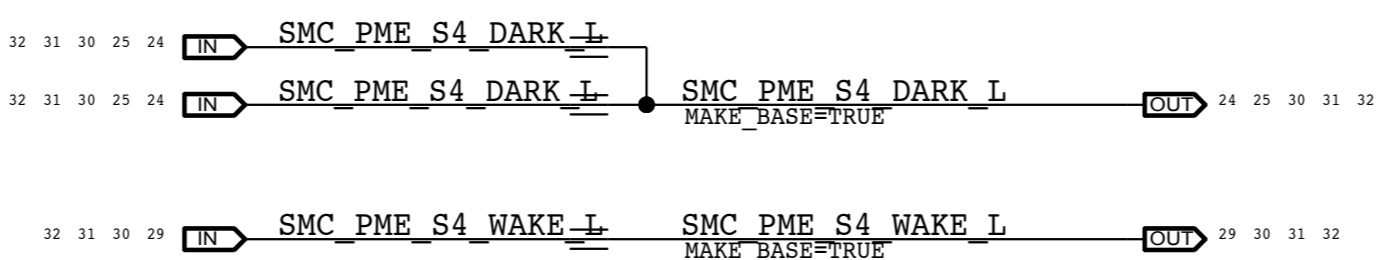 32 31 30 25 24 IN SMC_PME_S4_DARK_L
32 31 30 25 24 IN SMC_PME_S4_DARK_L SMC_PME_S4_DARK_L OUT 24 25 30 31 32
MAKE_BASE=TRUE
32 31 30 29 IN SMC_PME_S4_WAKE_L SMC_PME_S4_WAKE_L OUT 29 30 31 32
MAKE_BASE=TRUE